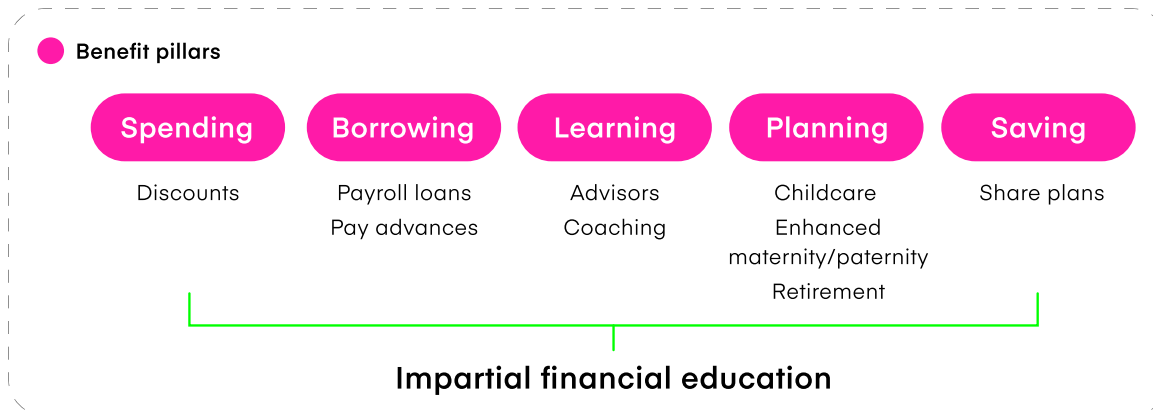 Benefit pillars
Spending
Borrowing
Learning
Planning
Saving
Discounts
Payroll loans
Pay advances
Advisors
Coaching
Childcare
Enhanced
maternity/paternity
Retirement
Share plans
Impartial financial education